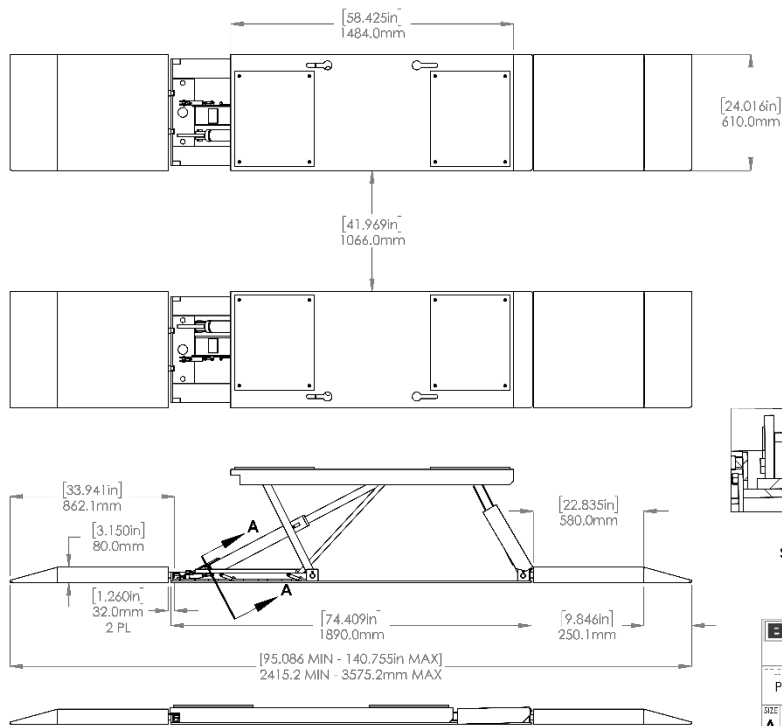 [58.425in]
1484.0mm
[24.016in]
610.0mm
[41.969in]
1066.0mm
[33.941in]
862.1mm
[3.150in]
80.0mm
A
[22.835in]
580.0mm
A
[1.260in]
32.0mm
2 PL
[74.409in]
1890.0mm
[9.846in]
250.1mm
[95.086 MIN - 140.755in MAX]
2415.2 MIN - 3575.2mm MAX
S
B
P
SIZE
A